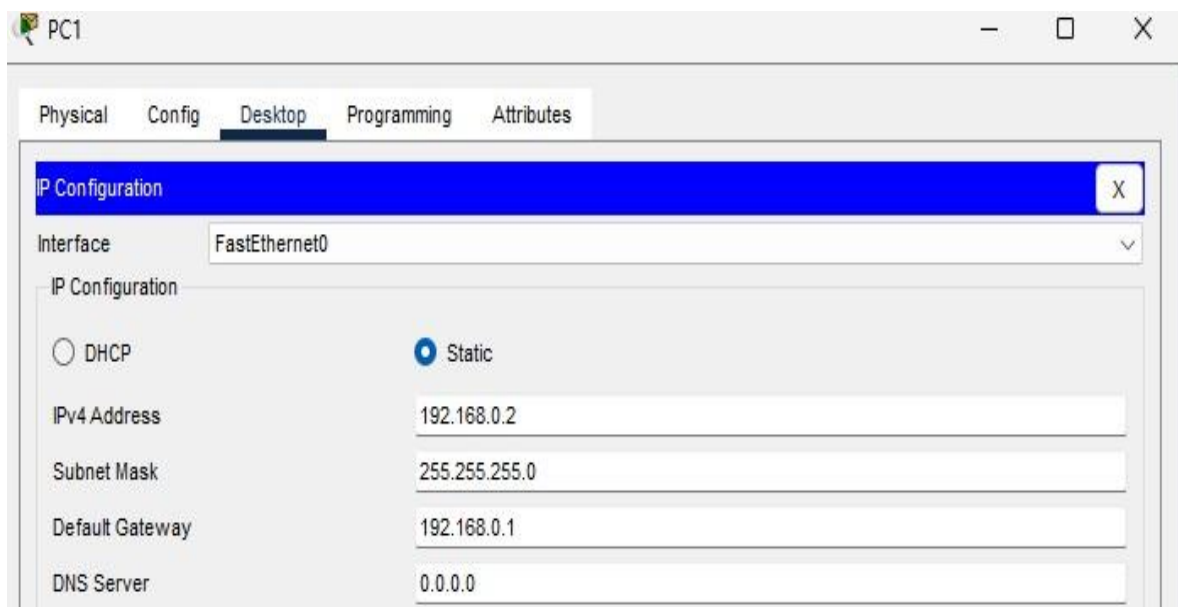 PC1
Physical Config Desktop Programming Attributes
IP Configuration X
Interface FastEthernet0
IP Configuration
DHCP Static
IPv4 Address 192.168.0.2
Subnet Mask 255.255.255.0
Default Gateway 192.168.0.1
DNS Server 0.0.0.0